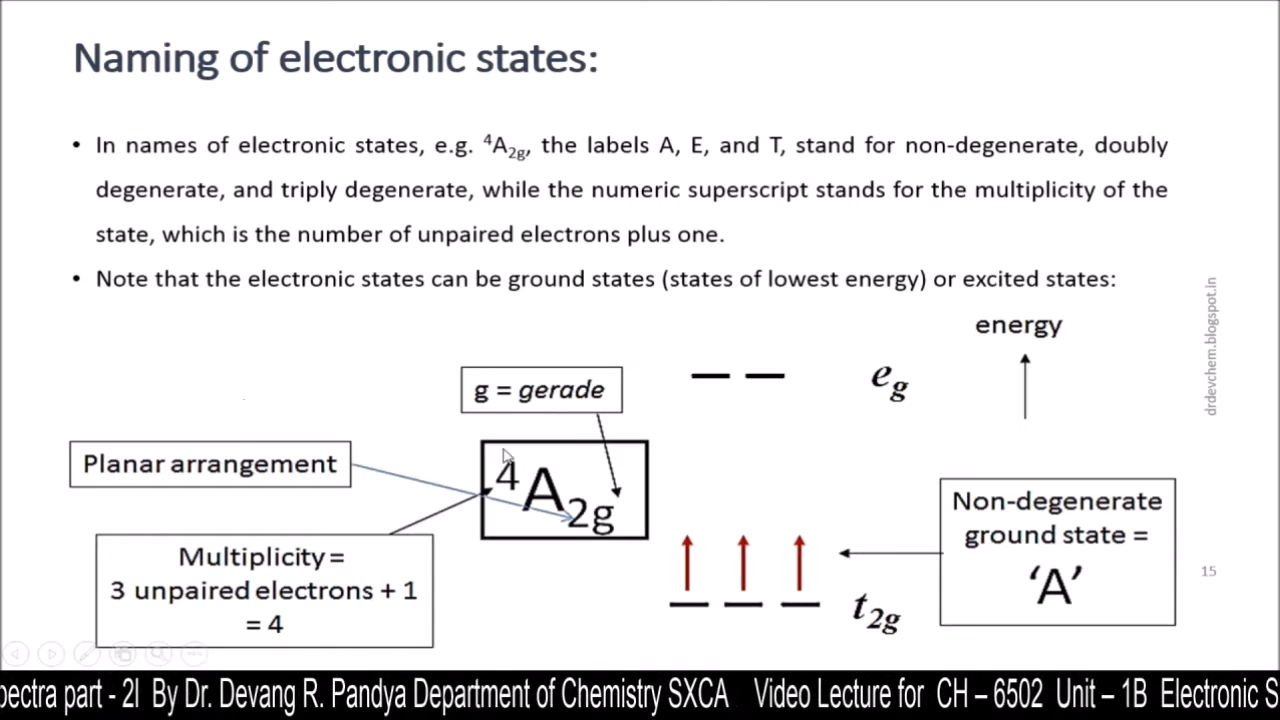 Naming of electronic states:
• In names of electronic states, e.g. ⁴A₂g, the labels A, E, and T, stand for non-degenerate, doubly
degenerate, and triply degenerate, while the numeric superscript stands for the multiplicity of the
state, which is the number of unpaired electrons plus one.
• Note that the electronic states can be ground states (states of lowest energy) or excited states:
energy
g = gerade
e_g
Planar arrangement
⁴A₂g
Non-degenerate
ground state =
‘A’
Multiplicity =
3 unpaired electrons + 1
= 4
t₂g
drdevchem.blogspot.in
15
pectra part - 2I By Dr. Devang R. Pandya Department of Chemistry SXCA Video Lecture for CH – 6502 Unit – 1B Electronic S